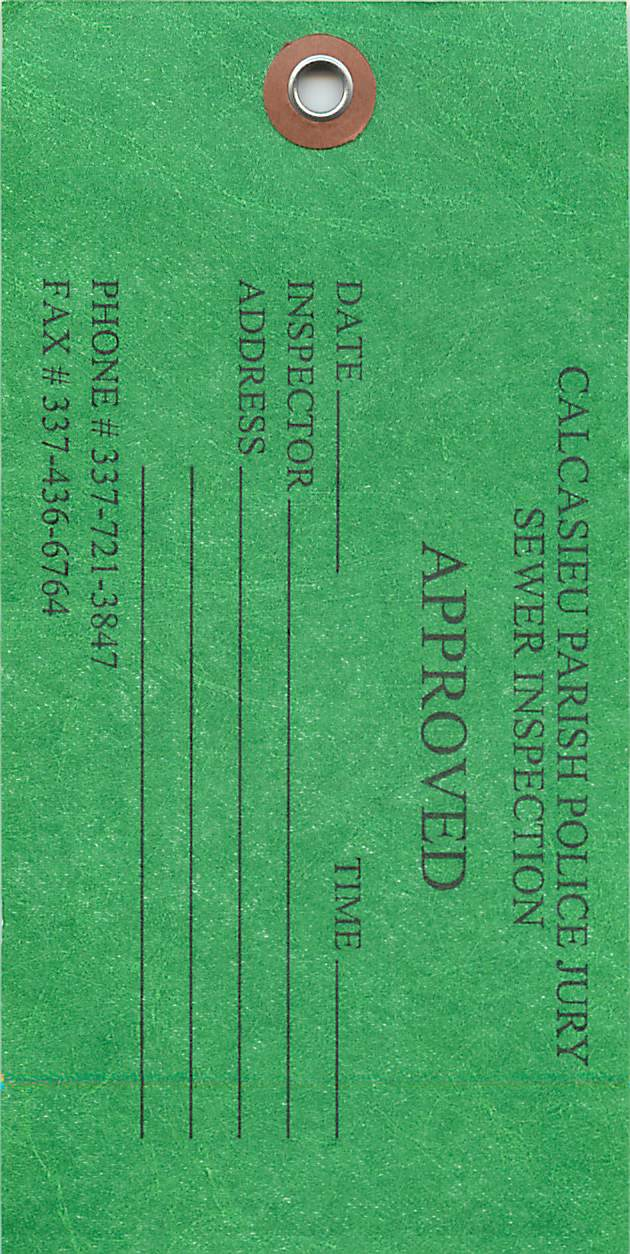 CALCASIEU PARISH POLICE JURY
SEWER INSPECTION
APPROVED
DATE TIME
INSPECTOR
ADDRESS
PHONE # 337-721-3847
FAX # 337-436-6764